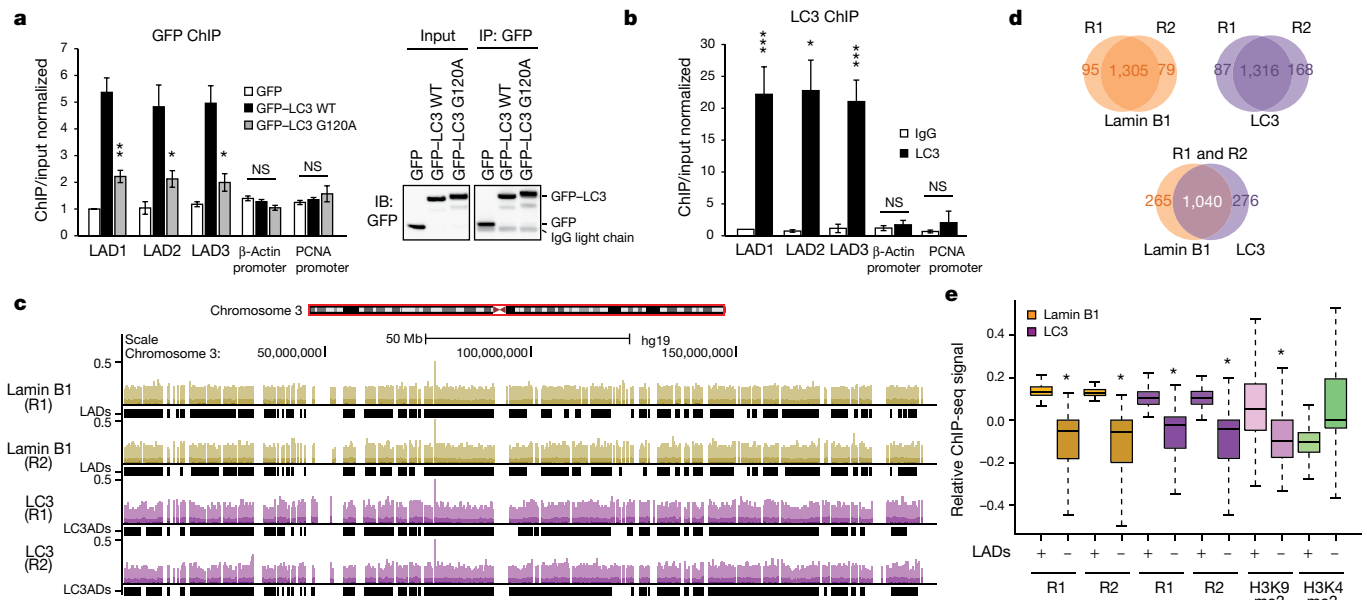 a
GFP ChIP
ChIP/input normalized
7
6
5
4
3
2
1
0
GFP
GFP–LC3 WT
GFP–LC3 G120A
**
*
*
NS
NS
LAD1
LAD2
LAD3
β-Actin promoter
PCNA promoter
Input
IP: GFP
GFP
GFP–LC3 WT
GFP–LC3 G120A
GFP
GFP–LC3 WT
GFP–LC3 G120A
IB:
GFP
GFP–LC3
GFP
IgG light chain
b
LC3 ChIP
ChIP/input normalized
30
25
20
15
10
5
0
***
*
***
IgG
LC3
NS
NS
LAD1
LAD2
LAD3
β-Actin promoter
PCNA promoter
c
Chromosome 3
Scale
50 Mb
hg19
Chromosome 3:
50,000,000
100,000,000
150,000,000
0.5
Lamin B1
(R1)
LADs
0.5
Lamin B1
(R2)
LADs
0.5
LC3
(R1)
LC3ADs
0.5
LC3
(R2)
LC3ADs
d
R1
R2
95
1,305
79
Lamin B1
R1
R2
87
1,316
168
LC3
R1 and R2
265
1,040
276
Lamin B1
LC3
e
Relative ChIP-seq signal
0.4
0.2
0.0
−0.2
−0.4
Lamin B1
LC3
*
*
*
*
*
LADs
+ − + − + − + − + − + −
R1
R2
R1
R2
H3K9
H3K4